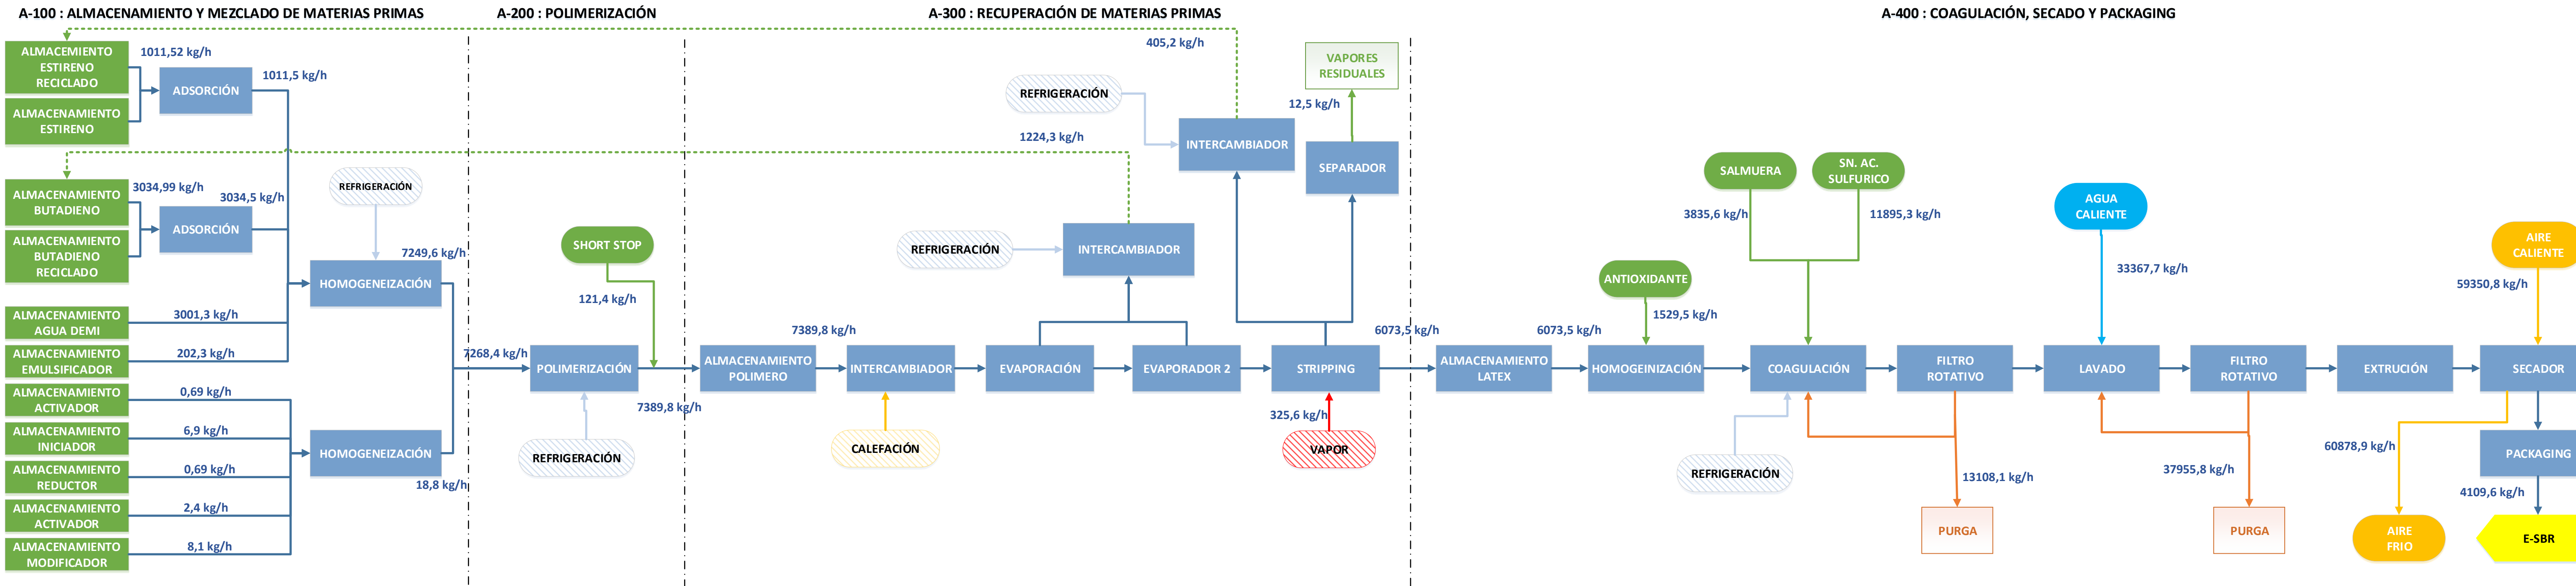 A-100 : ALMACENAMIENTO Y MEZCLADO DE MATERIAS PRIMAS
A-200 : POLIMERIZACIÓN
A-300 : RECUPERACIÓN DE MATERIAS PRIMAS
A-400 : COAGULACIÓN, SECADO Y PACKAGING
ALMACEMIENTO
ESTIRENO
RECICLADO
1011,52 kg/h
ADSORCIÓN
1011,5 kg/h
ALMACENAMIENTO
ESTIRENO
ALMACENAMIENTO
BUTADIENO
3034,99 kg/h
ADSORCIÓN
3034,5 kg/h
ALMACENAMIENTO
BUTADIENO
RECICLADO
REFRIGERACIÓN
7249,6 kg/h
HOMOGENEIZACIÓN
ALMACENAMIENTO
AGUA DEMI
3001,3 kg/h
ALMACENAMIENTO
EMULSIFICADOR
202,3 kg/h
ALMACENAMIENTO
ACTIVADOR
0,69 kg/h
ALMACENAMIENTO
INICIADOR
6,9 kg/h
ALMACENAMIENTO
REDUCTOR
0,69 kg/h
ALMACENAMIENTO
ACTIVADOR
2,4 kg/h
ALMACENAMIENTO
MODIFICADOR
8,1 kg/h
HOMOGENEIZACIÓN
18,8 kg/h
7268,4 kg/h
SHORT STOP
121,4 kg/h
POLIMERIZACIÓN
REFRIGERACIÓN
7389,8 kg/h
ALMACENAMIENTO
POLIMERO
7389,8 kg/h
INTERCAMBIADOR
CALEFACIÓN
EVAPORACIÓN
EVAPORADOR 2
STRIPPING
325,6 kg/h
VAPOR
REFRIGERACIÓN
INTERCAMBIADOR
1224,3 kg/h
REFRIGERACIÓN
INTERCAMBIADOR
405,2 kg/h
VAPORES
RESIDUALES
12,5 kg/h
SEPARADOR
6073,5 kg/h
ALMACENAMIENTO
LATEX
6073,5 kg/h
ANTIOXIDANTE
1529,5 kg/h
HOMOGEINIZACIÓN
SALMUERA
SN. AC.
SULFURICO
3835,6 kg/h
11895,3 kg/h
COAGULACIÓN
REFRIGERACIÓN
FILTRO
ROTATIVO
13108,1 kg/h
PURGA
AGUA
CALIENTE
33367,7 kg/h
LAVADO
FILTRO
ROTATIVO
37955,8 kg/h
PURGA
EXTRUCIÓN
AIRE
CALIENTE
59350,8 kg/h
SECADOR
60878,9 kg/h
AIRE
FRIO
PACKAGING
4109,6 kg/h
E-SBR